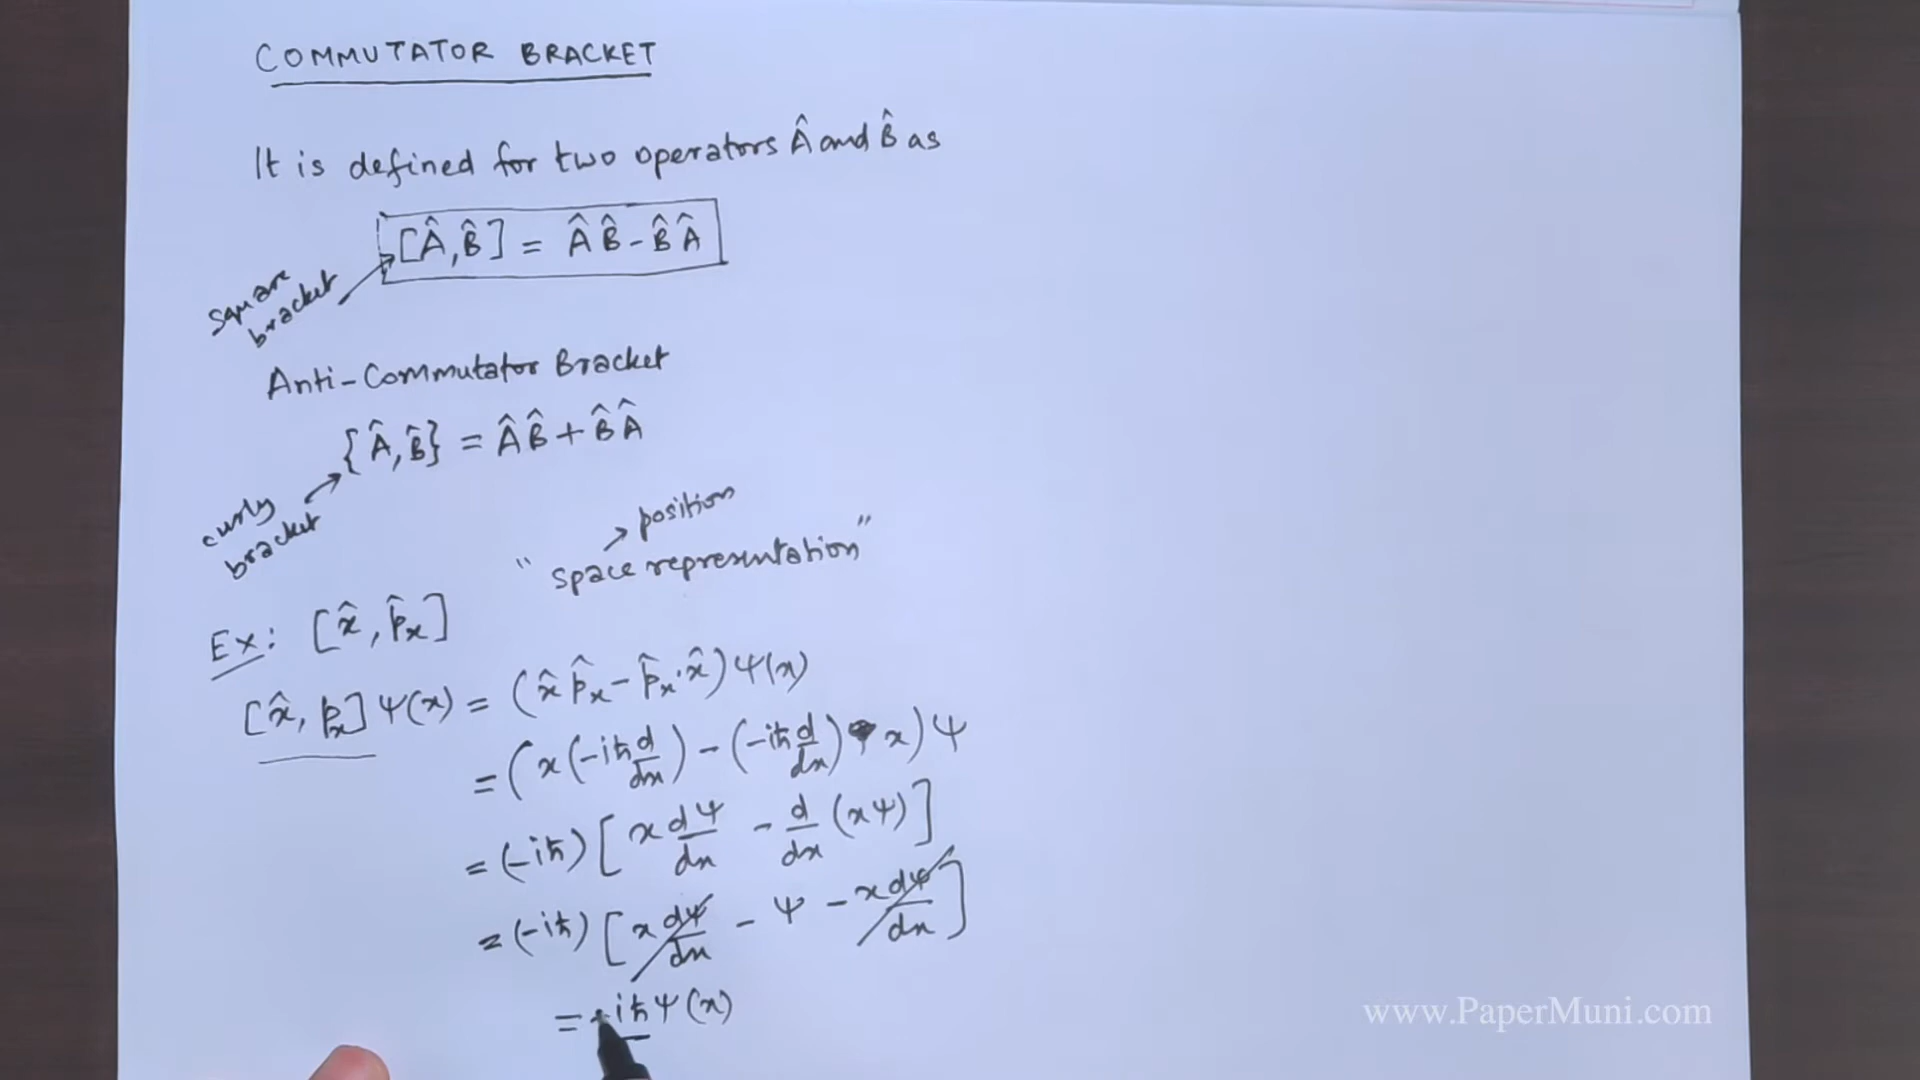 COMMUTATOR BRACKET
It is defined for two operators Â and B̂ as
[Â, B̂] = Â B̂ - B̂ Â
square
bracket
Anti-Commutator Bracket
{Â, B̂} = Â B̂ + B̂ Â
curly
bracket
position
"space representation"
Ex: [x̂, p̂ₓ]
[x̂, pₓ] Ψ(x) = (x̂ p̂ₓ - p̂ₓ·x̂) Ψ(x)
= (x(-iħ d/dx) - (-iħ d/dx) x) Ψ
= (-iħ) [x dΨ/dx - d/dx (xΨ)]
= (-iħ) [x dΨ/dx - Ψ - x dΨ/dx]
= iħ Ψ(x)
www.PaperMuni.com